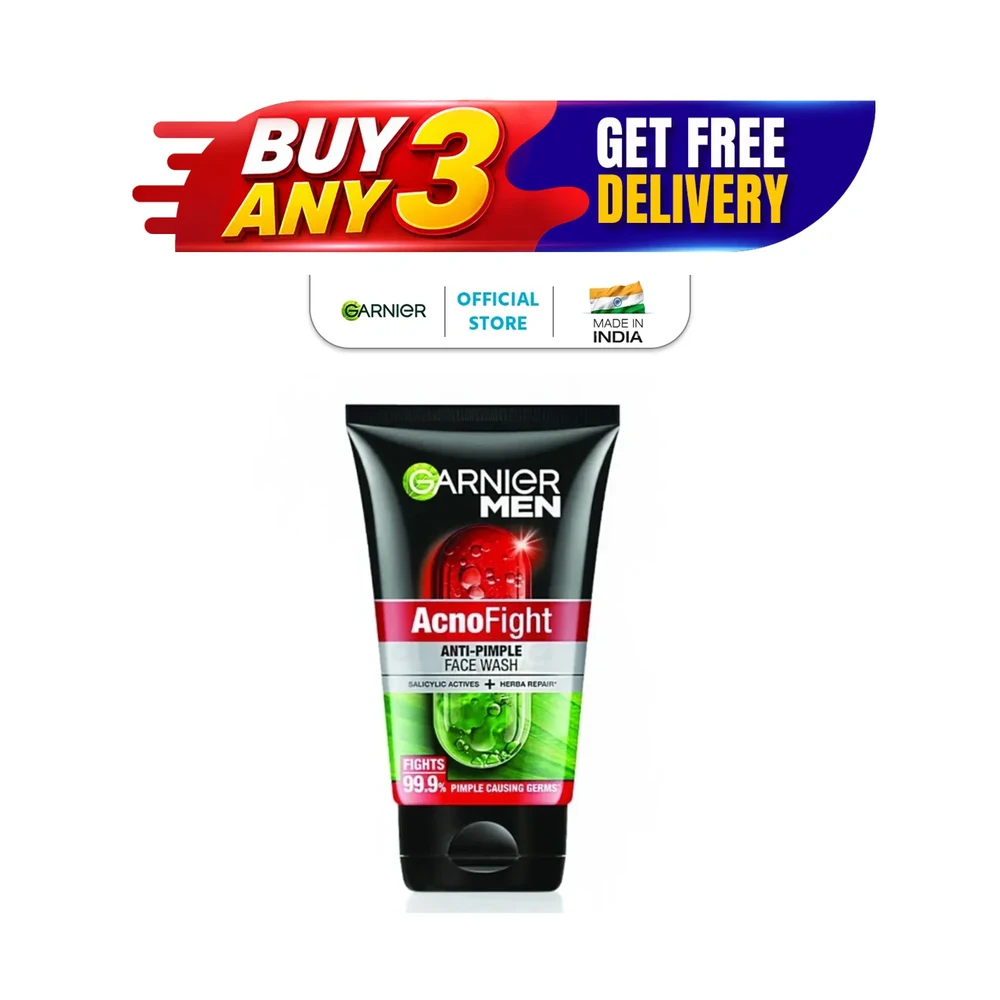 BUY
ANY 3
GET FREE
DELIVERY
GARNIER
OFFICIAL
STORE
MADE IN
INDIA
GARNIER
MEN
AcnoFight
ANTI-PIMPLE
FACE WASH
SALICYLIC ACTIVES + HERBA REPAIR*
FIGHTS
99.9% PIMPLE CAUSING GERMS